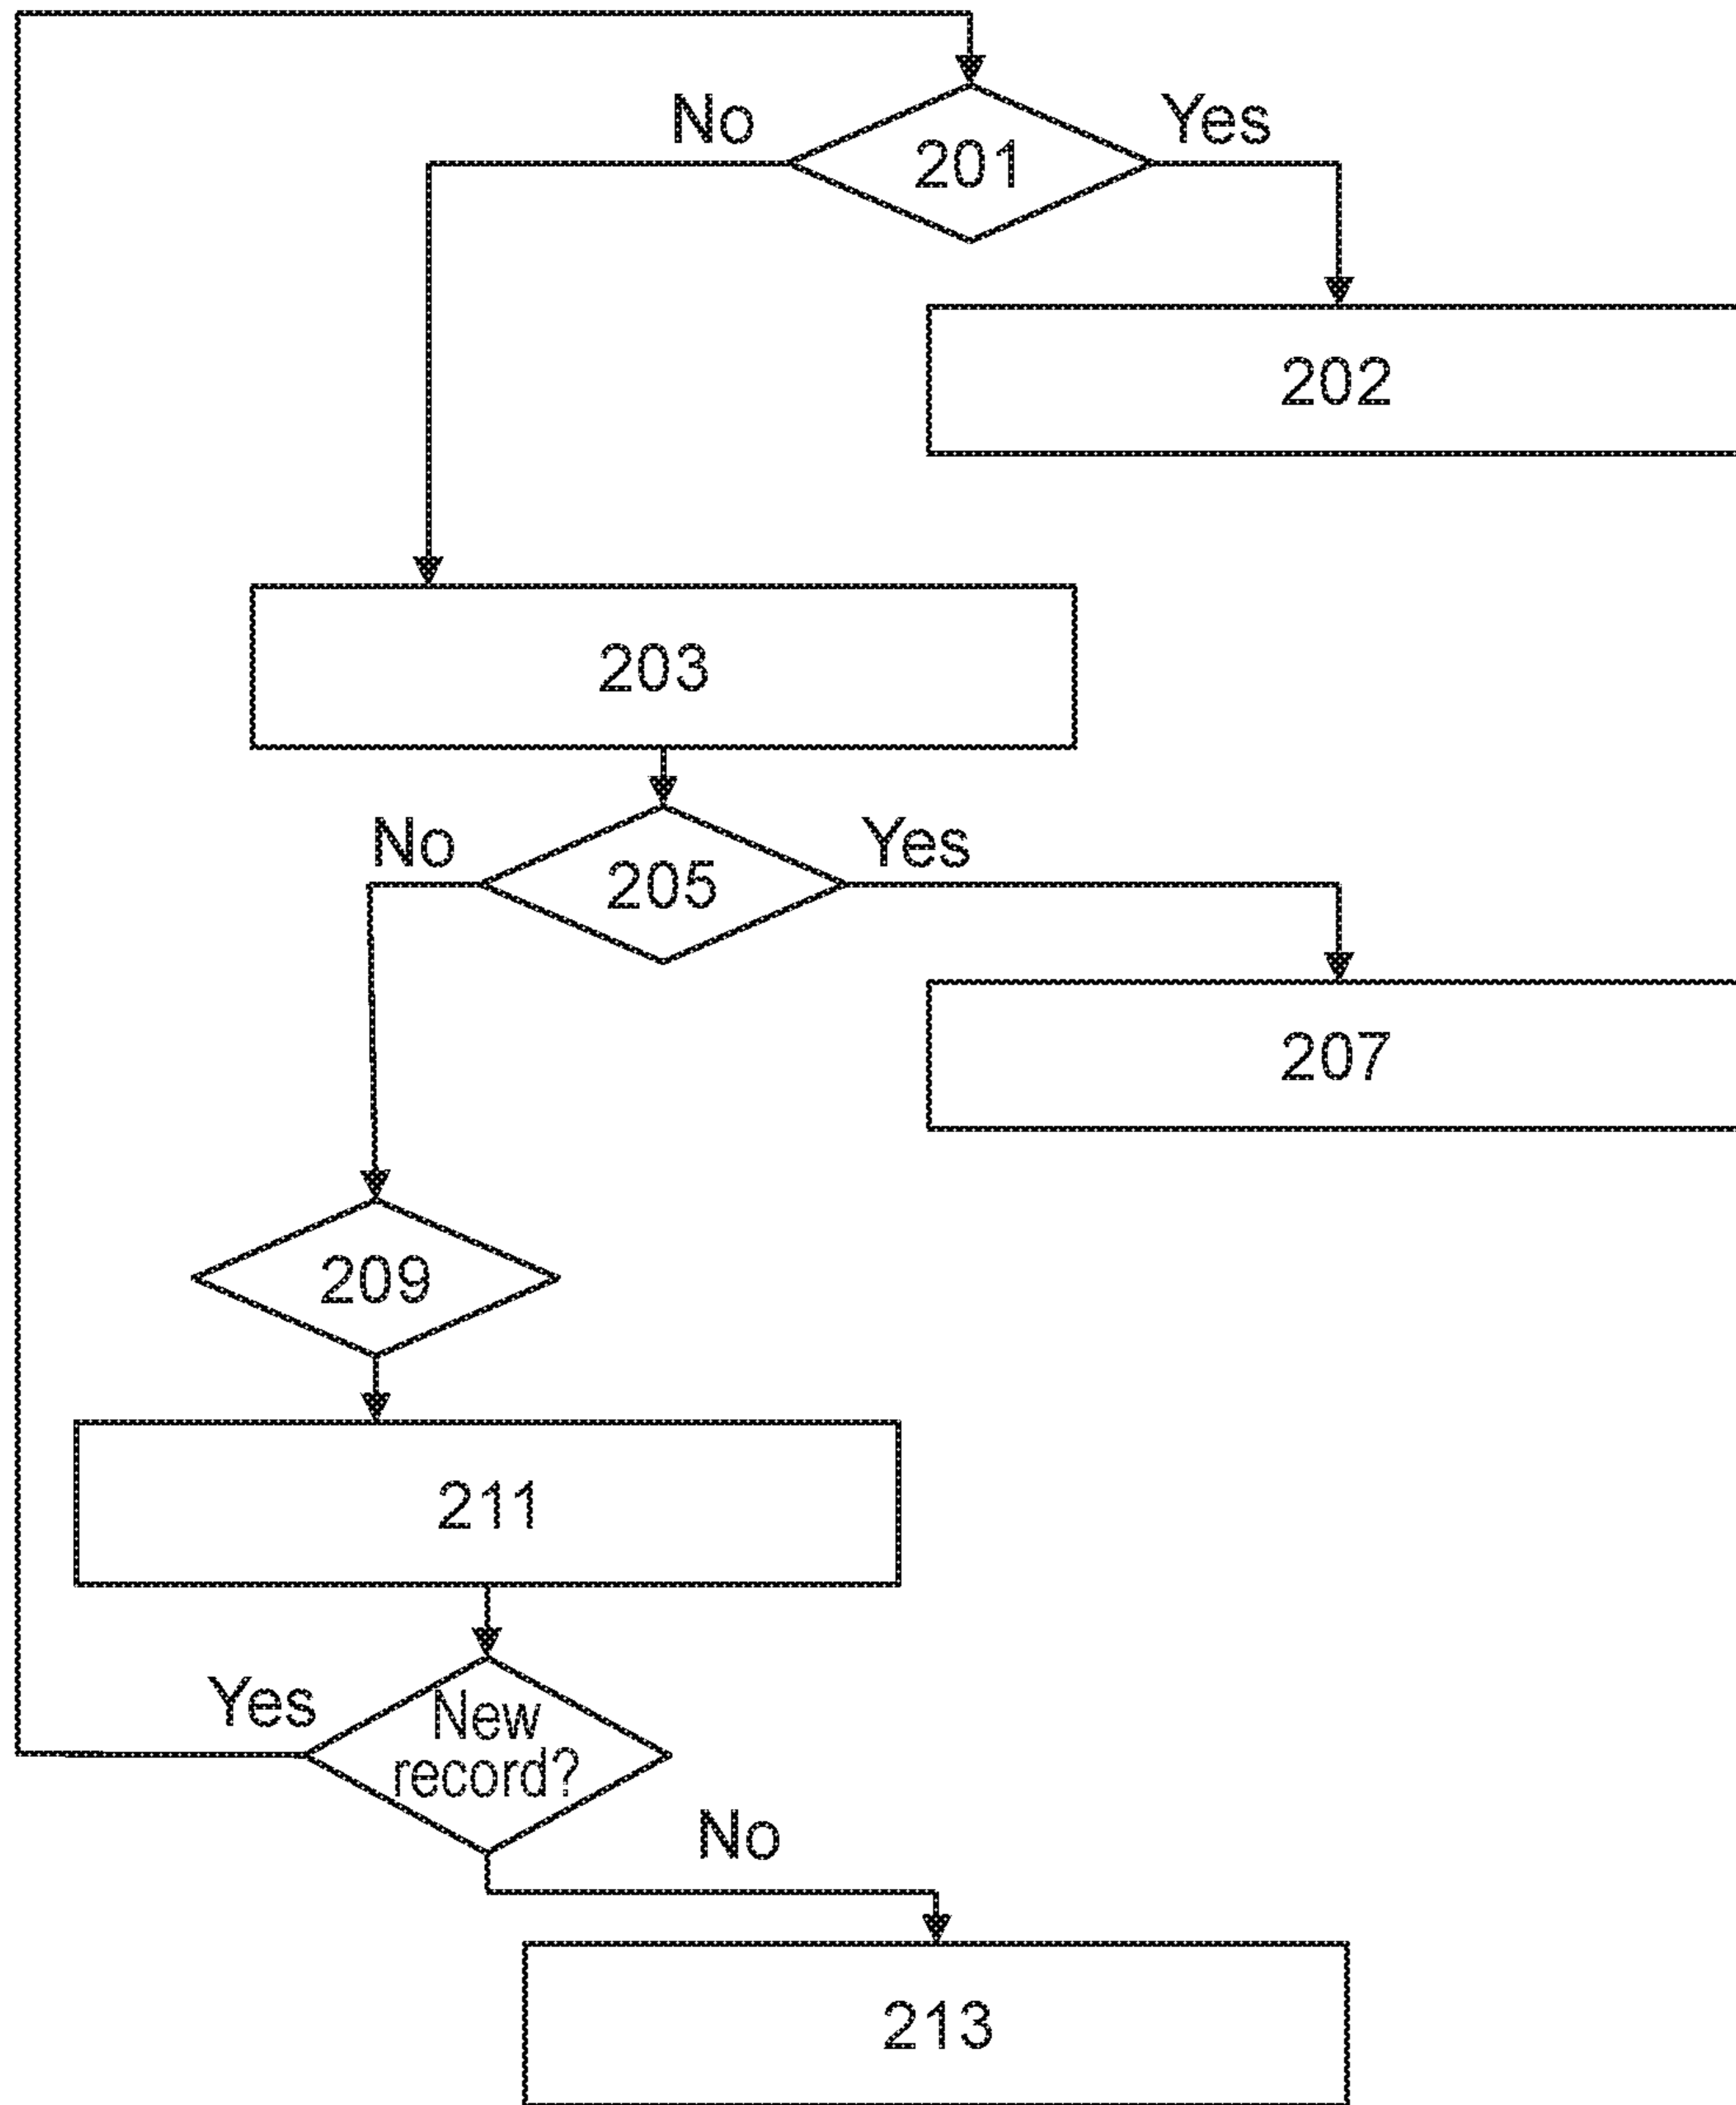 No
Yes
201
202
203
No
Yes
205
207
209
211
Yes
New
record?
No
213